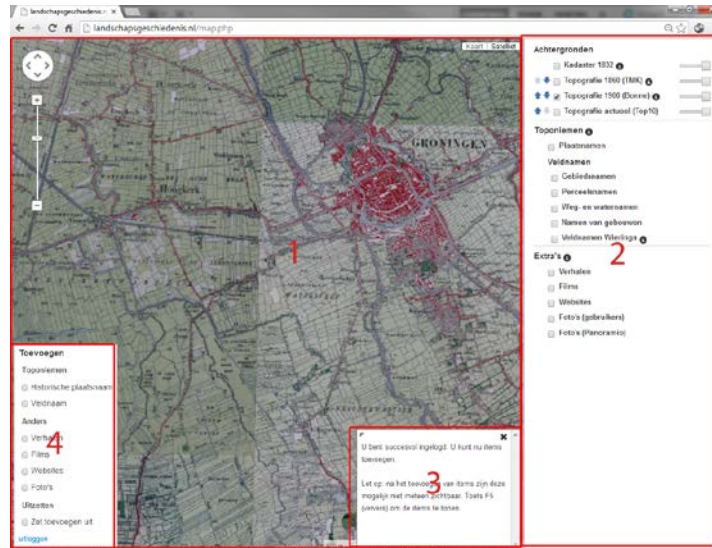 landschapsgeschiedenis.nl
landschapsgeschiedenis.nl/map.php
Kaart Satelliet
GRONINGEN
Hoogkerk
1
Achtergronden
Kadaster 1832
Topografie 1860 (TMK)
Topografie 1900 (Bonne)
Topografie actueel (Top10)
Toponiemen
Plaatsnamen
Veldnamen
Gebiedsnamen
Perceelnamen
Weg- en waternamen
Namen van gebouwen
Veldnamen Wieringa
2
Extra's
Verhalen
Films
Websites
Foto's (gebruikers)
Foto's (Panoramio)
Toevoegen
Toponiemen
Historische plaatsnaam
Veldnaam
Anders
Verhalen
4
Films
Websites
Foto's
Uitzetten
Zet toevoegen uit
uitloggen
U bent succesvol ingelogd. U kunt nu items
toevoegen.
Let op: na het toevoegen van items zijn deze
mogelijk niet meteen zichtbaar. Toets F5
(ververs) om de items te tonen.
3